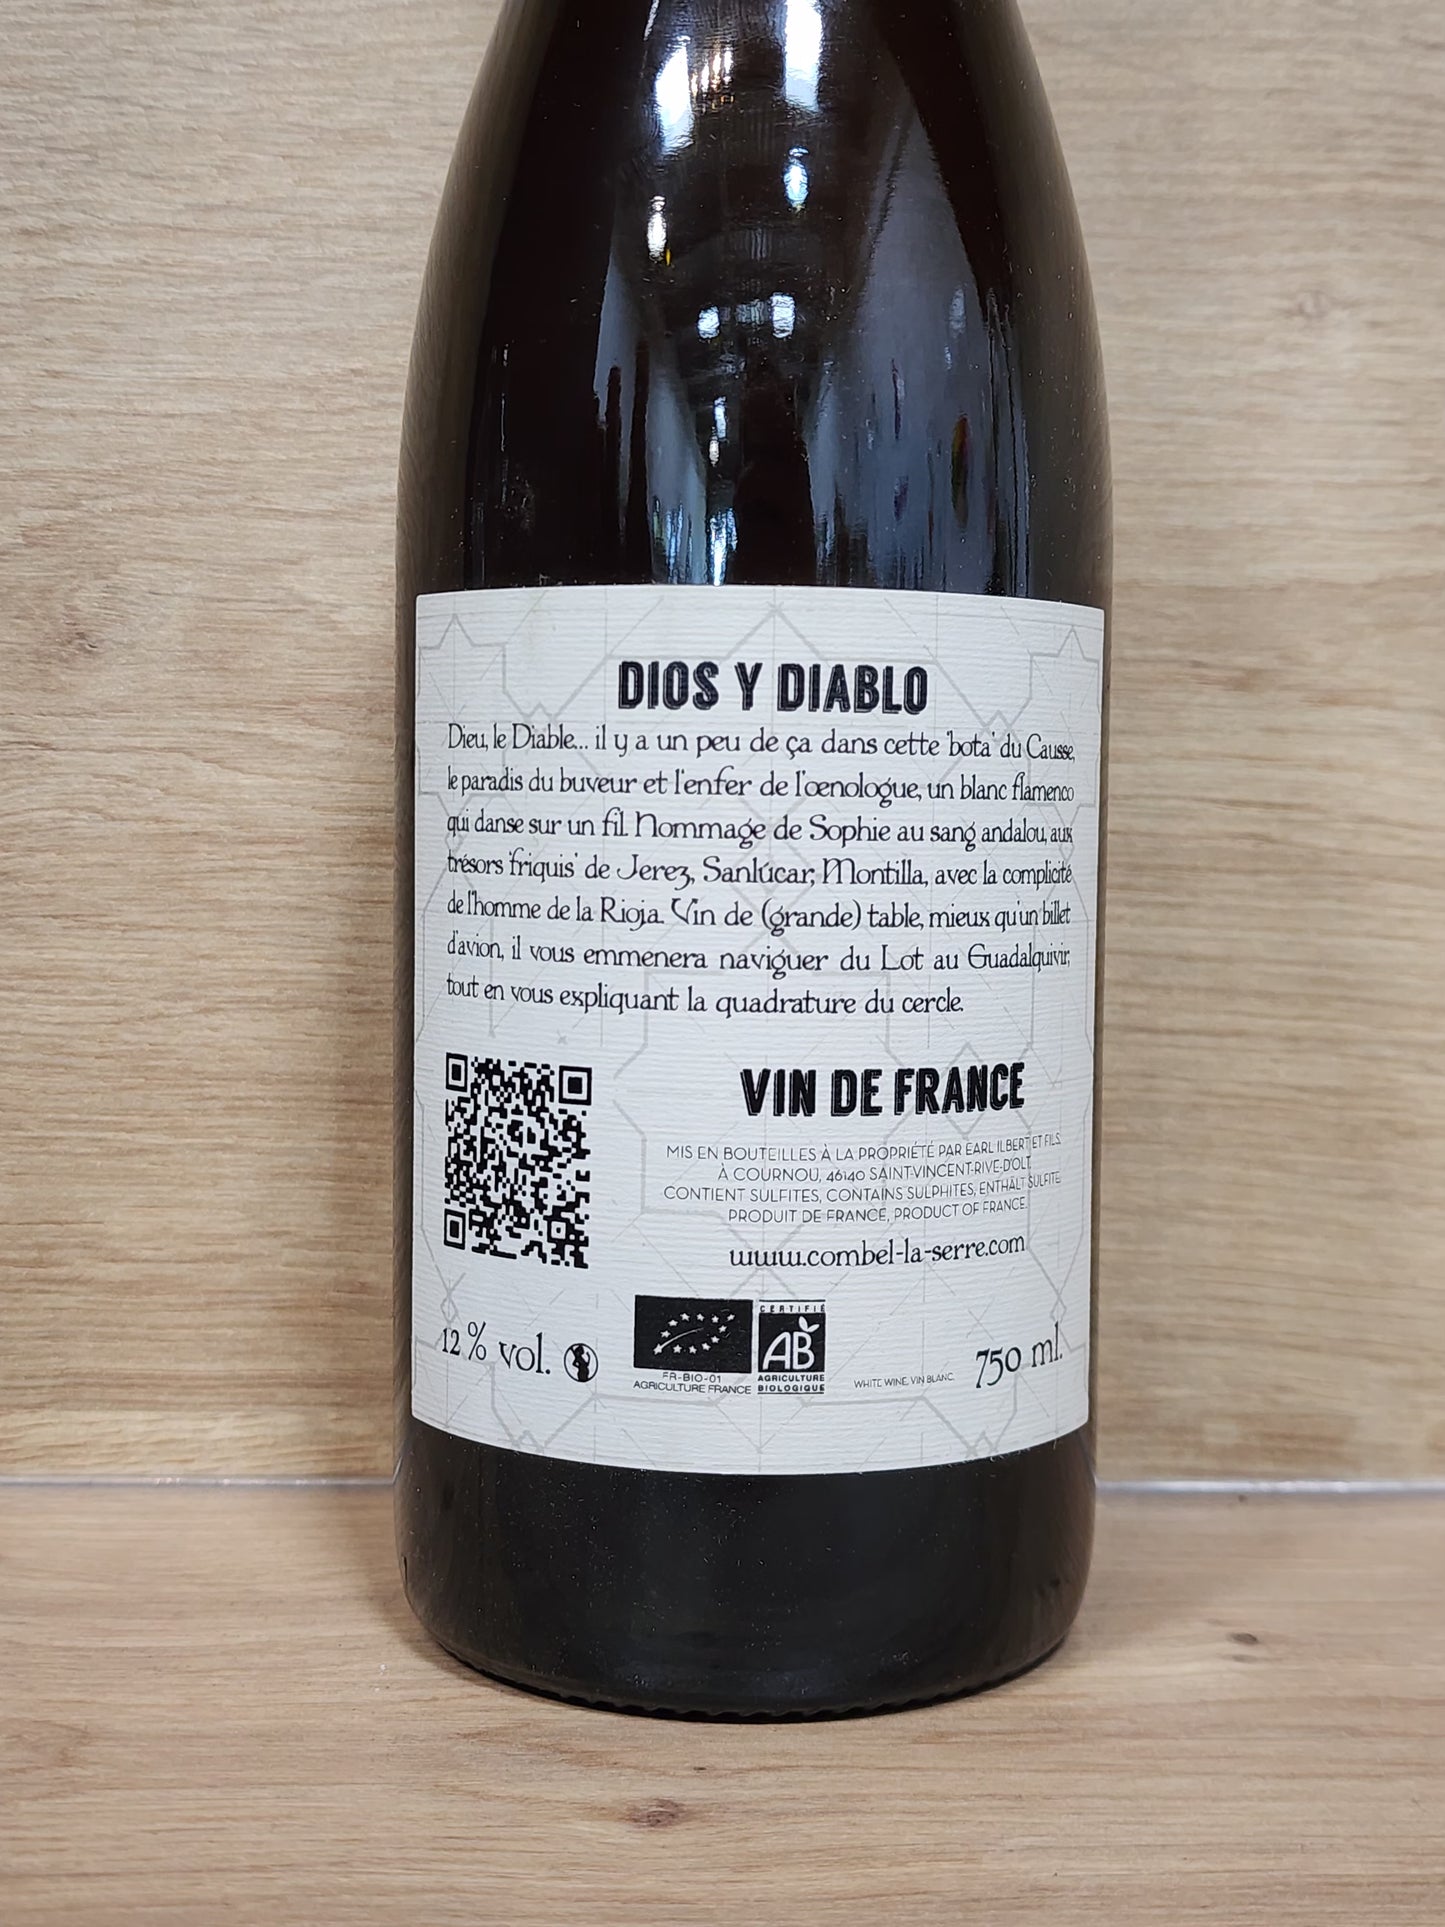 DIOS Y DIABLO
Dieu, le Diable... il y a un peu de ça dans cette 'bota' du Causse,
le paradis du buveur et l'enfer de l'œnologue, un blanc flamenco
qui danse sur un fil. Hommage de Sophie au sang andalou, aux
trésors 'friquis' de Jerez, Sanlúcar, Montilla, avec la complicité
de l'homme de la Rioja. Vin de (grande) table, mieux qu'un billet
d'avion, il vous emmenera naviguer du Lot au Guadalquivir,
tout en vous expliquant la quadrature du cercle.
VIN DE FRANCE
MIS EN BOUTEILLES À LA PROPRIÉTÉ PAR EARL ILBERT ET FILS,
À COURNOU, 46140 SAINT-VINCENT-RIVE-D'OLT.
CONTIENT SULFITES, CONTAINS SULPHITES, ENTHÄLT SULFITE.
PRODUIT DE FRANCE, PRODUCT OF FRANCE.
www.combel-la-serre.com
12 % vol.
FR-BIO-01
AGRICULTURE FRANCE
CERTIFIÉ
AB
AGRICULTURE
BIOLOGIQUE
WHITE WINE, VIN BLANC.
750 ml.